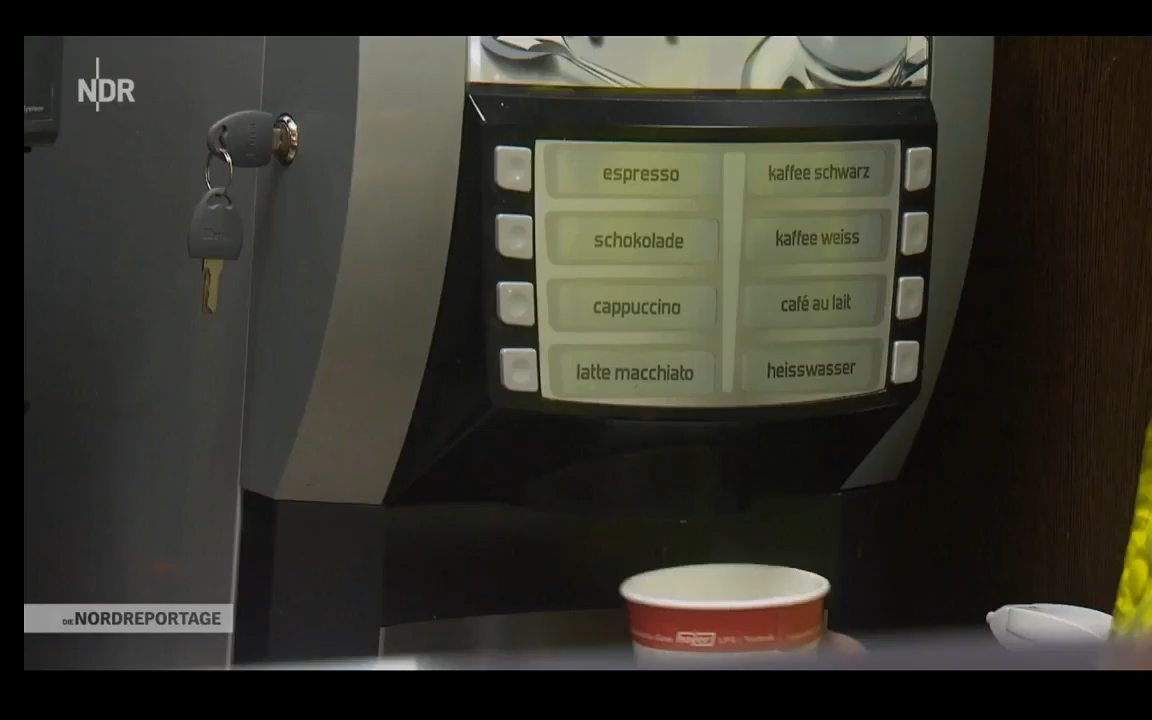 NDR
espresso
kaffee schwarz
schokolade
kaffee weiss
cappuccino
café au lait
latte macchiato
heisswasser
DIE NORDREPORTAGE